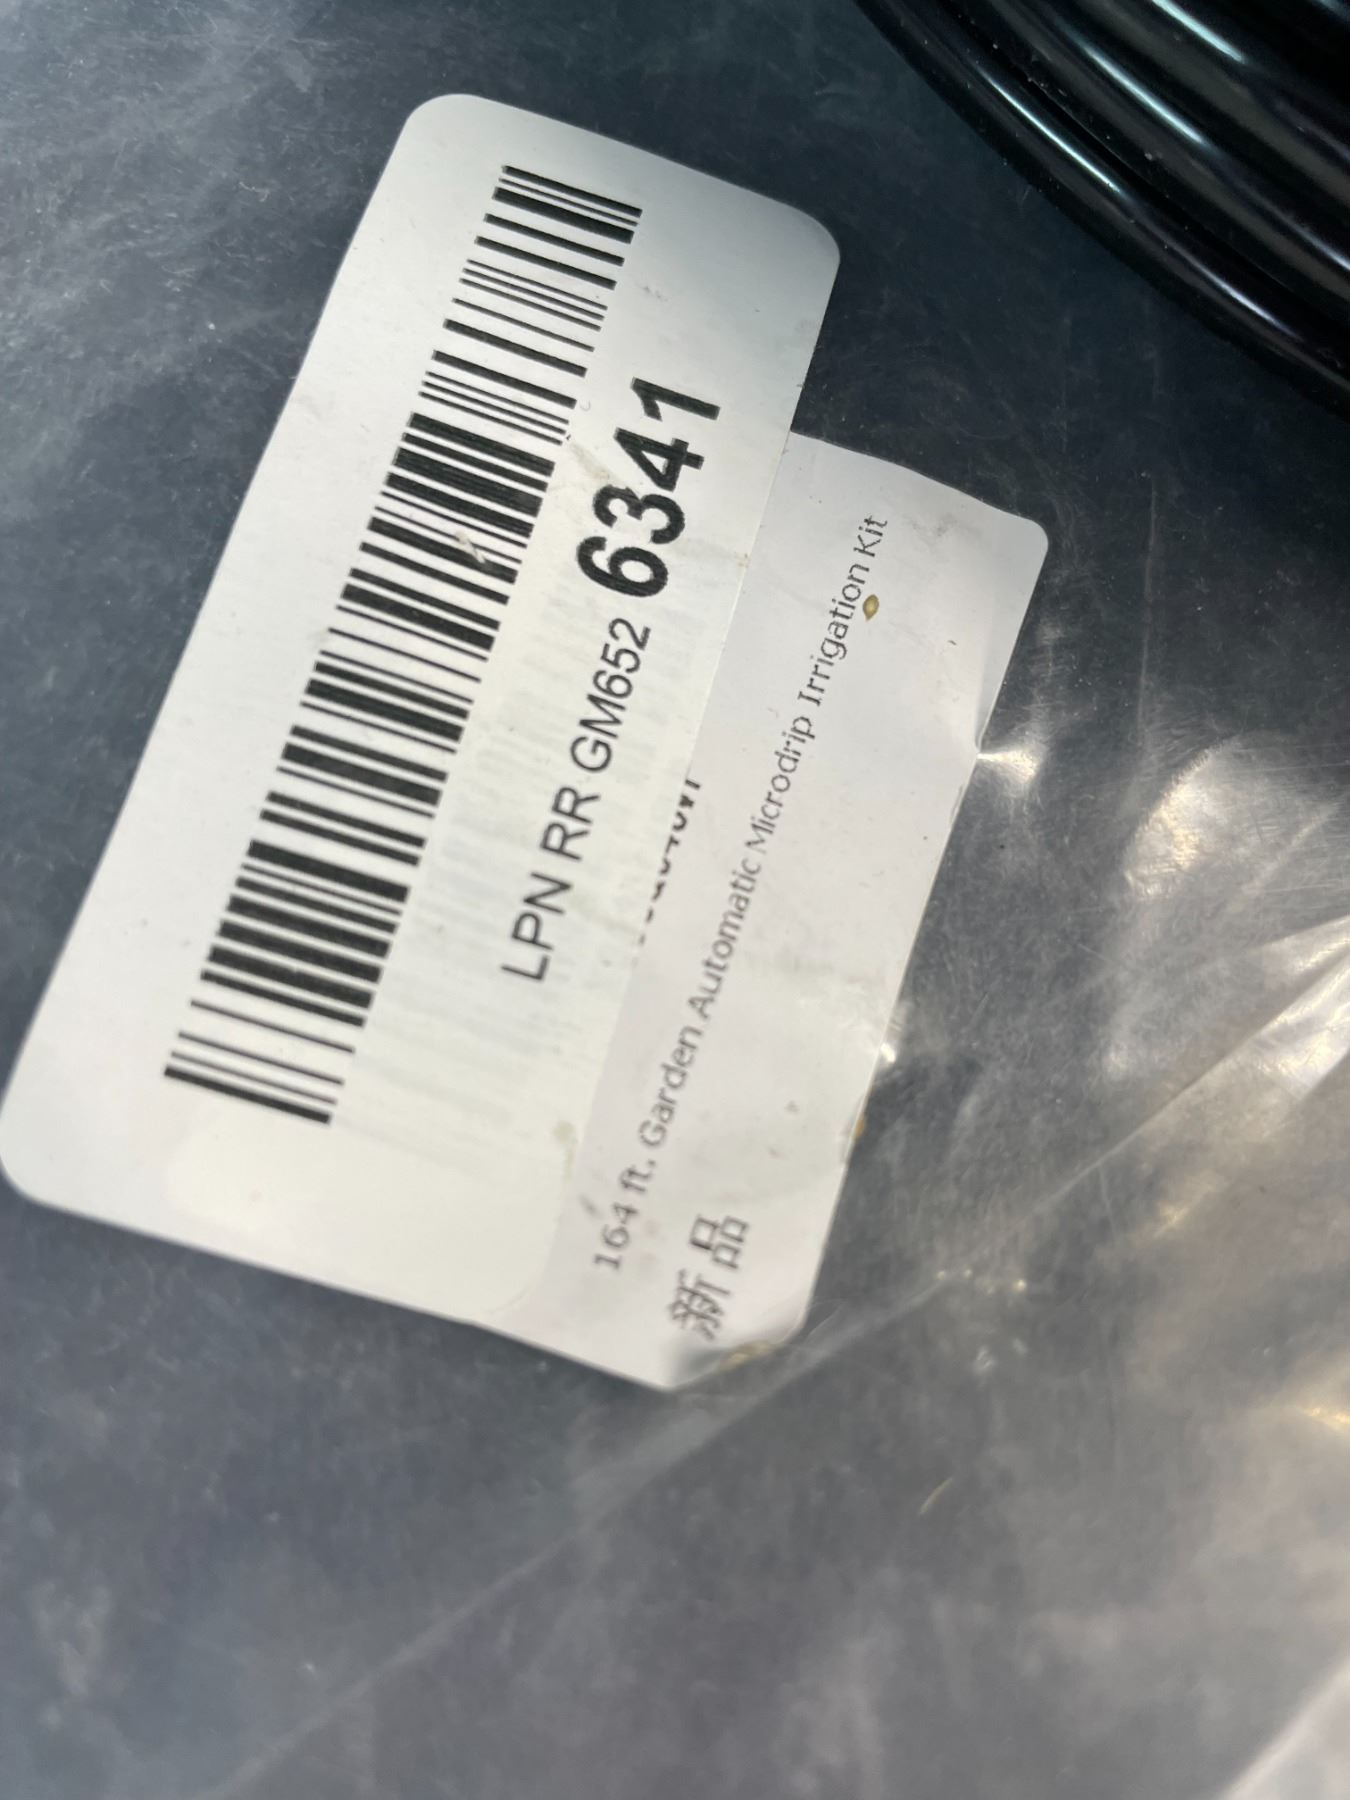 LPN RR GM652 6341
164 ft. Garden Automatic Microdrip Irrigation Kit
新品